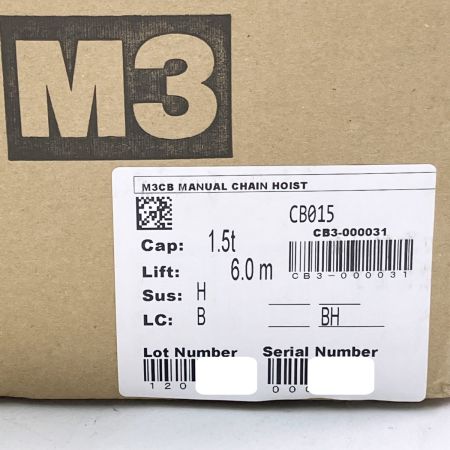 M3
M3CB MANUAL CHAIN HOIST
CB015
CB3-000031
Cap: 1.5t
CB3-000031
Lift: 6.0 m
Sus: H
LC: B BH
Lot Number Serial Number
120 000